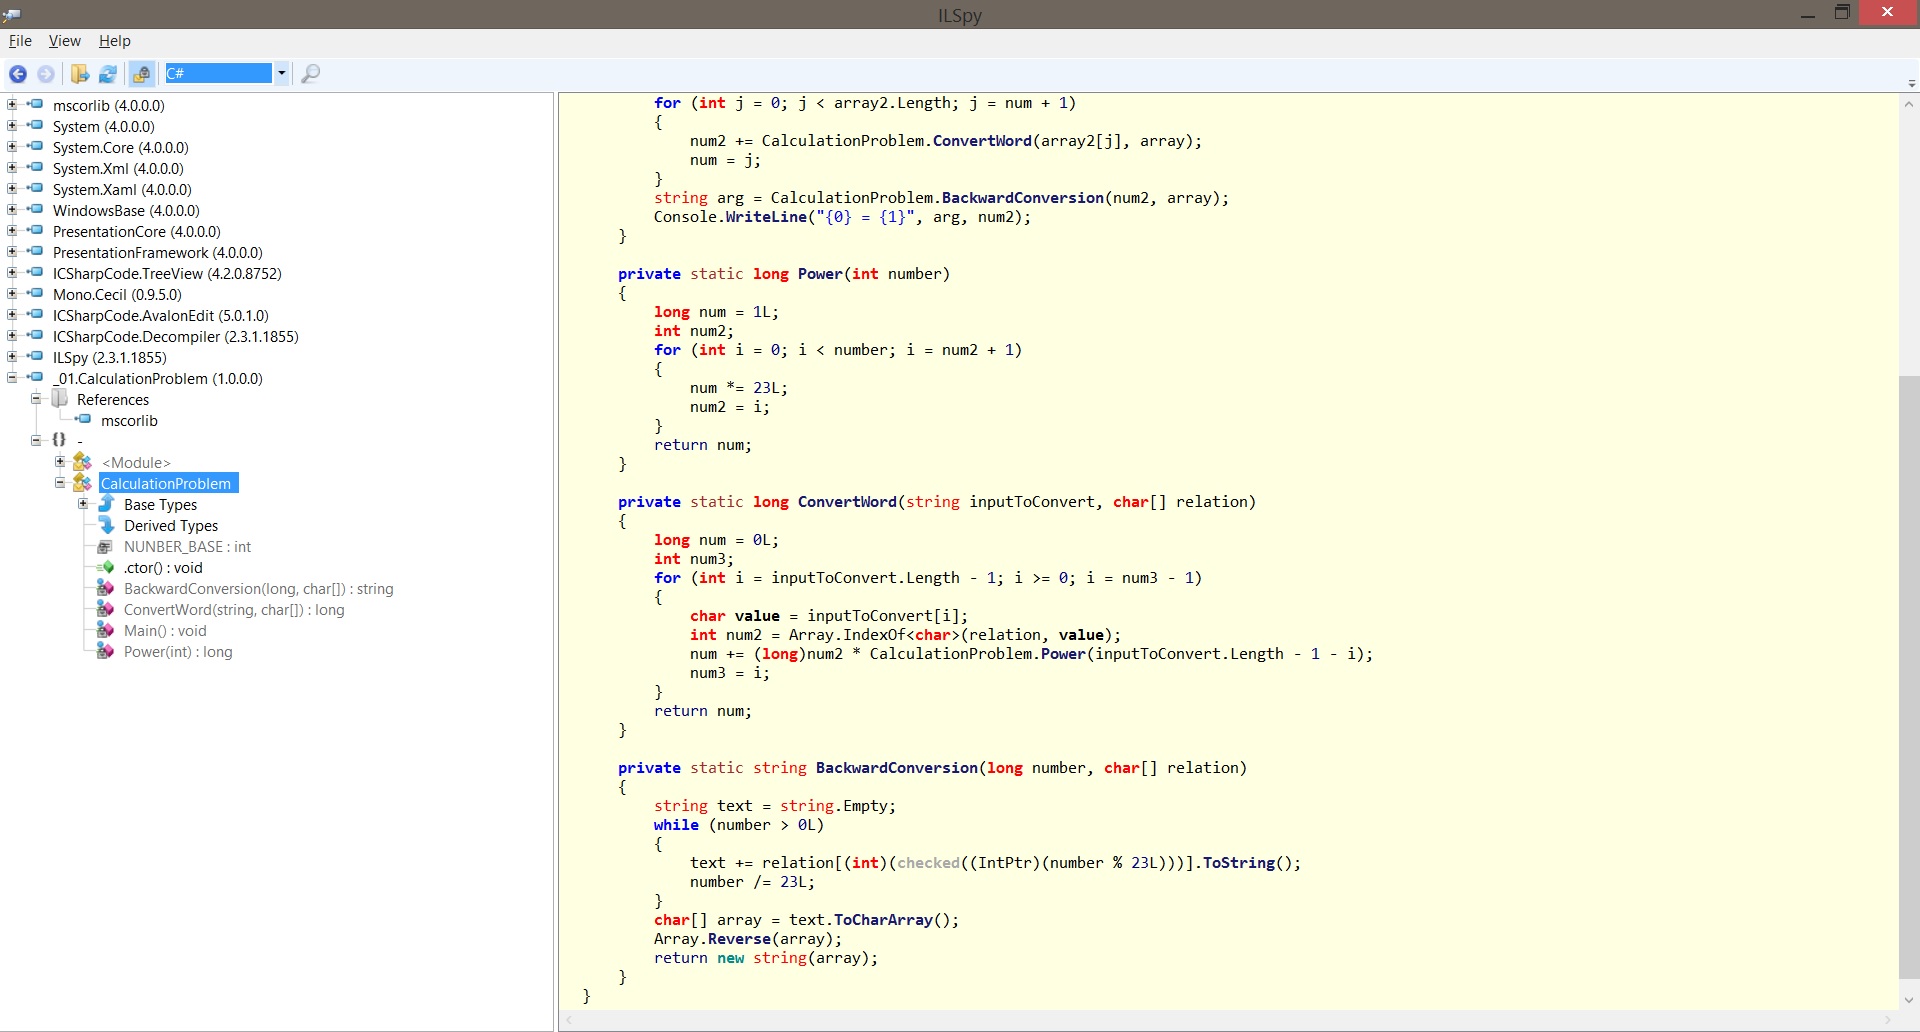 ILSpy
File View Help
C#
mscorlib (4.0.0.0)
System (4.0.0.0)
System.Core (4.0.0.0)
System.Xml (4.0.0.0)
System.Xaml (4.0.0.0)
WindowsBase (4.0.0.0)
PresentationCore (4.0.0.0)
PresentationFramework (4.0.0.0)
ICSharpCode.TreeView (4.2.0.8752)
Mono.Cecil (0.9.5.0)
ICSharpCode.AvalonEdit (5.0.1.0)
ICSharpCode.Decompiler (2.3.1.1855)
ILSpy (2.3.1.1855)
_01.CalculationProblem (1.0.0.0)
References
mscorlib
{} -
<Module>
CalculationProblem
Base Types
Derived Types
NUNBER_BASE : int
.ctor() : void
BackwardConversion(long, char[]) : string
ConvertWord(string, char[]) : long
Main() : void
Power(int) : long
for (int j = 0; j < array2.Length; j = num + 1)
{
num2 += CalculationProblem.ConvertWord(array2[j], array);
num = j;
}
string arg = CalculationProblem.BackwardConversion(num2, array);
Console.WriteLine("{0} = {1}", arg, num2);
}
private static long Power(int number)
{
long num = 1L;
int num2;
for (int i = 0; i < number; i = num2 + 1)
{
num *= 23L;
num2 = i;
}
return num;
}
private static long ConvertWord(string inputToConvert, char[] relation)
{
long num = 0L;
int num3;
for (int i = inputToConvert.Length - 1; i >= 0; i = num3 - 1)
{
char value = inputToConvert[i];
int num2 = Array.IndexOf<char>(relation, value);
num += (long)num2 * CalculationProblem.Power(inputToConvert.Length - 1 - i);
num3 = i;
}
return num;
}
private static string BackwardConversion(long number, char[] relation)
{
string text = string.Empty;
while (number > 0L)
{
text += relation[(int)(checked((IntPtr)(number % 23L)))].ToString();
number /= 23L;
}
char[] array = text.ToCharArray();
Array.Reverse(array);
return new string(array);
}
}